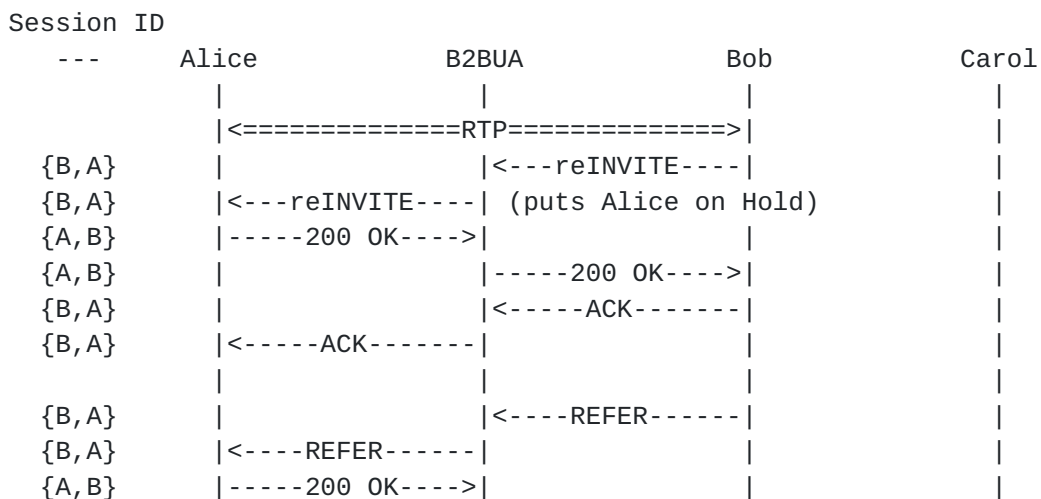 Session ID
   ---     Alice            B2BUA             Bob            Carol
             |                |                |               |
             |<==============RTP==============>|               |
  {B,A}      |                |<---reINVITE----|               |
  {B,A}      |<---reINVITE----| (puts Alice on Hold)           |
  {A,B}      |-----200 OK---->|                |               |
  {A,B}      |                |-----200 OK---->|               |
  {B,A}      |                |<-----ACK-------|               |
  {B,A}      |<-----ACK-------|                |               |
             |                |                |               |
  {B,A}      |                |<----REFER------|               |
  {B,A}      |<----REFER------|                |               |
  {A,B}      |-----200 OK---->|                |               |